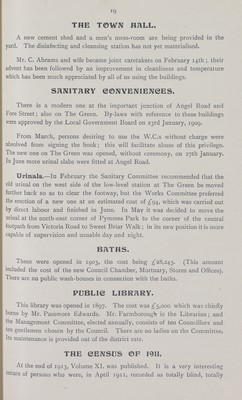 19
THE TOWN HALL.
A new cement shed and a men's mess-room are being provided in the
yard. The disinfecting and cleansing station has not yet materialised.
Mr. C. Abrams and wife became joint caretakers on February 14th; their
advent has been followed by an improvement in cleanliness and temperature
which has been much appreciated by all of us using the buildings.
SANITARY CONVENIENCES.
There is a modern one at the important junction of Angel Road and
Fore Street; also on The Green. By-laws with reference to these buildings
were approved by the Local Government Board on 23rd January, 1909.
From March, persons desiring to use the W.C.s without charge were
absolved from signing the book; this will facilitate abuse of this privilege.
The new one on The Green was opened, without ceremony, on 27th January.
In June more urinal slabs were fitted at Angel Road.
Urinals.—In February the Sanitary Committee recommended that the
old urinal on the west side of the low-level station at The Green be moved
further back so as to clear the footway, but the Works Committee preferred
the erection of a new one at an estimated cost of £94, which was carried out
by direct labour and finished in June. In May it was decided to move the
urinal at the north-east corner of Pymmes Park to the corner of the central
footpath from Victoria Road to Sweet Briar Walk; in its new position it is more
capable of supervision and useable day and night.
BATHS.
These were opened in 1903, the cost being £28,245. (This amount
included the cost of the new Council Chamber, Mortuary, Stores and Offices).
There are no public wash-houses in connection with the baths.
PUBLIC LIBRARY.
This library was opened in 1897. The cost was £5,000 which was chiefly
borne by Mr. Passmore Edwards. Mr. Farmborough is the Librarian; and
the Management Committee, elected annually, consists of ten Councillors and
ten gentlemen chosen by the Council. There are no ladies on the Committee.
Its maintenance is provided out of the district rate.
THE CENSUS OF 1911.
At the end of 1913, Volume XI. was published. It is a very interesting
return of persons who were, in April 1911, recorded as totally blind, totally